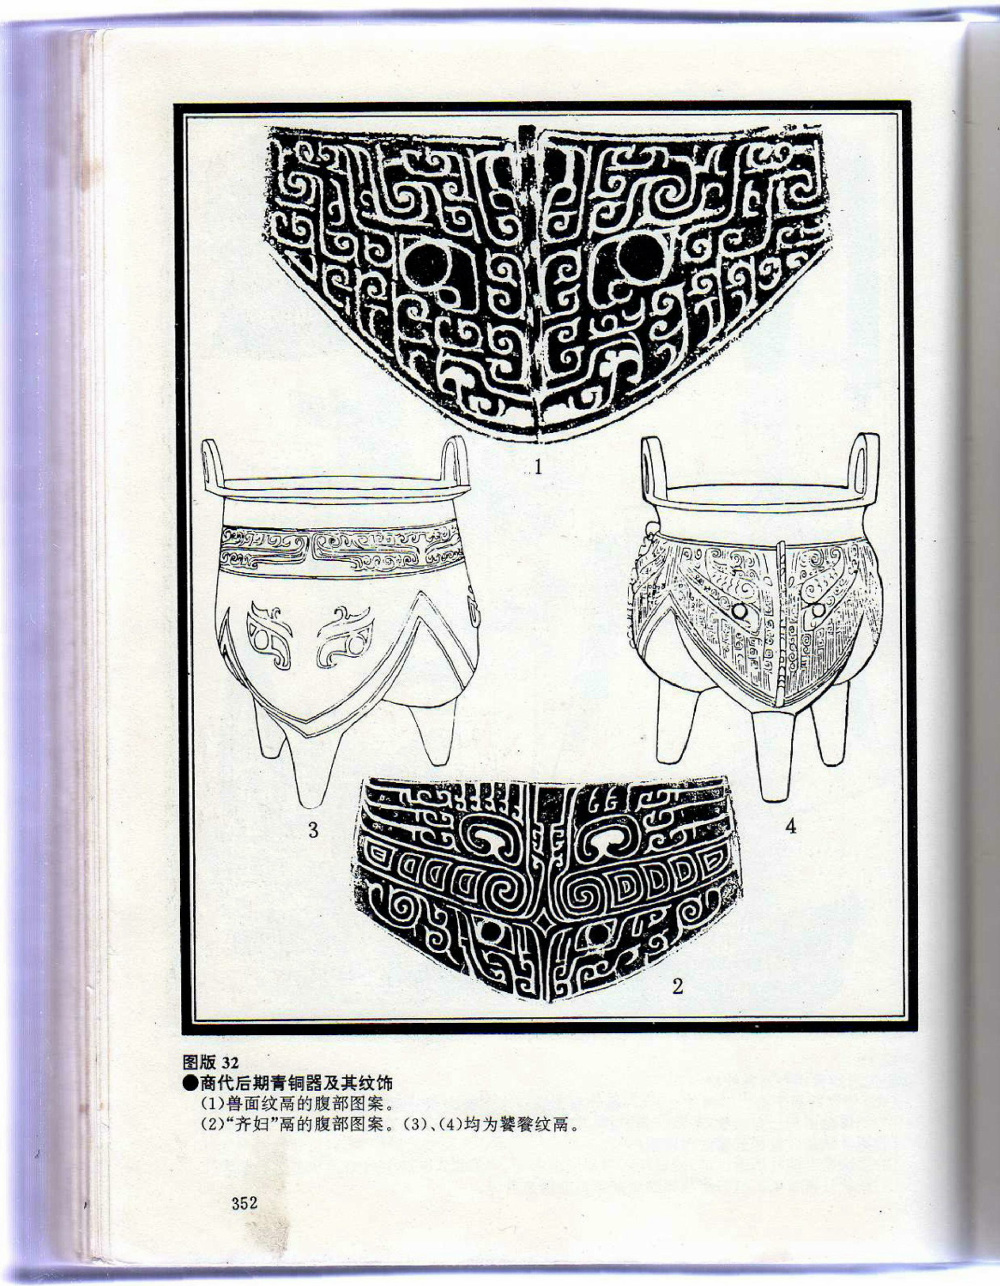 1
3
4
2
图版 32
●商代后期青铜器及其纹饰
(1)兽面纹鬲的腹部图案。
(2)“齐妇”鬲的腹部图案。(3)、(4)均为饕餮纹鬲。
352